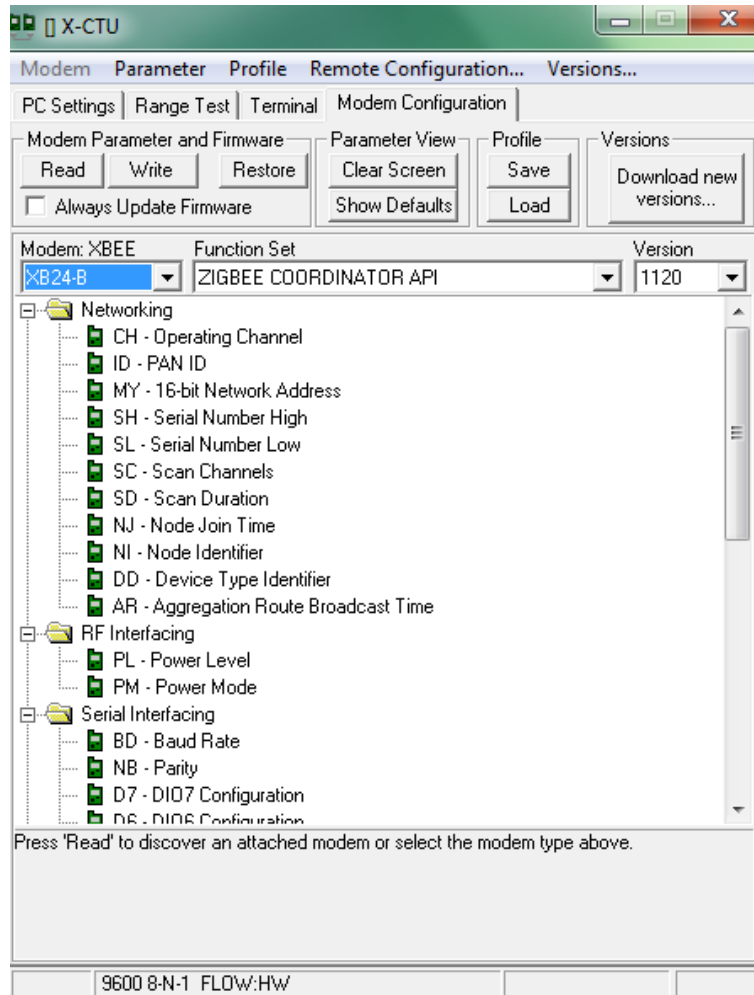 [] X-CTU
Modem Parameter Profile Remote Configuration... Versions...
PC Settings Range Test Terminal Modem Configuration
Modem Parameter and Firmware Parameter View Profile Versions
Read Write Restore Clear Screen Save Download new versions...
Always Update Firmware Show Defaults Load
Modem: XBEE Function Set Version
XB24-B ZIGBEE COORDINATOR API 1120
Networking
CH - Operating Channel
ID - PAN ID
MY - 16-bit Network Address
SH - Serial Number High
SL - Serial Number Low
SC - Scan Channels
SD - Scan Duration
NJ - Node Join Time
NI - Node Identifier
DD - Device Type Identifier
AR - Aggregation Route Broadcast Time
RF Interfacing
PL - Power Level
PM - Power Mode
Serial Interfacing
BD - Baud Rate
NB - Parity
D7 - DIO7 Configuration
D6 - DIO6 Configuration
Press 'Read' to discover an attached modem or select the modem type above.
9600 8-N-1 FLOW:HW